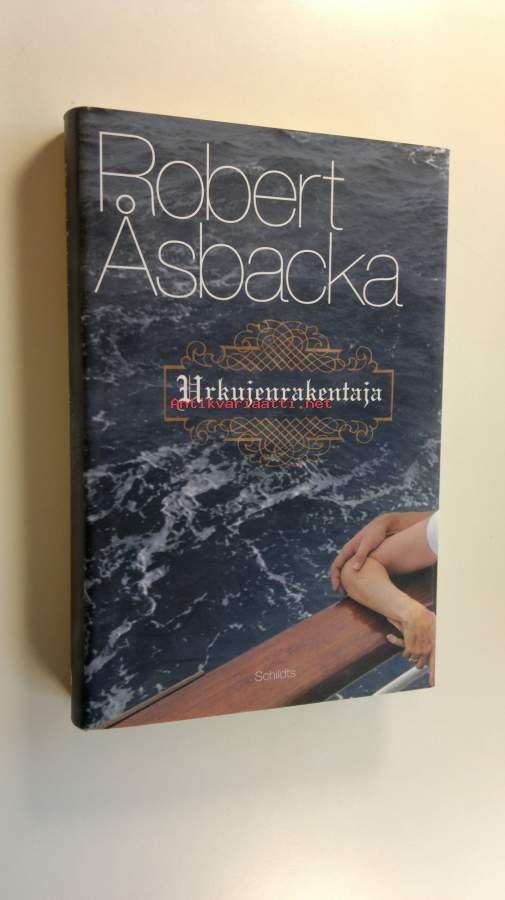 Robert
Åsbacka
Urkujenrakentaja
Antikvariaatti.net
Schildts